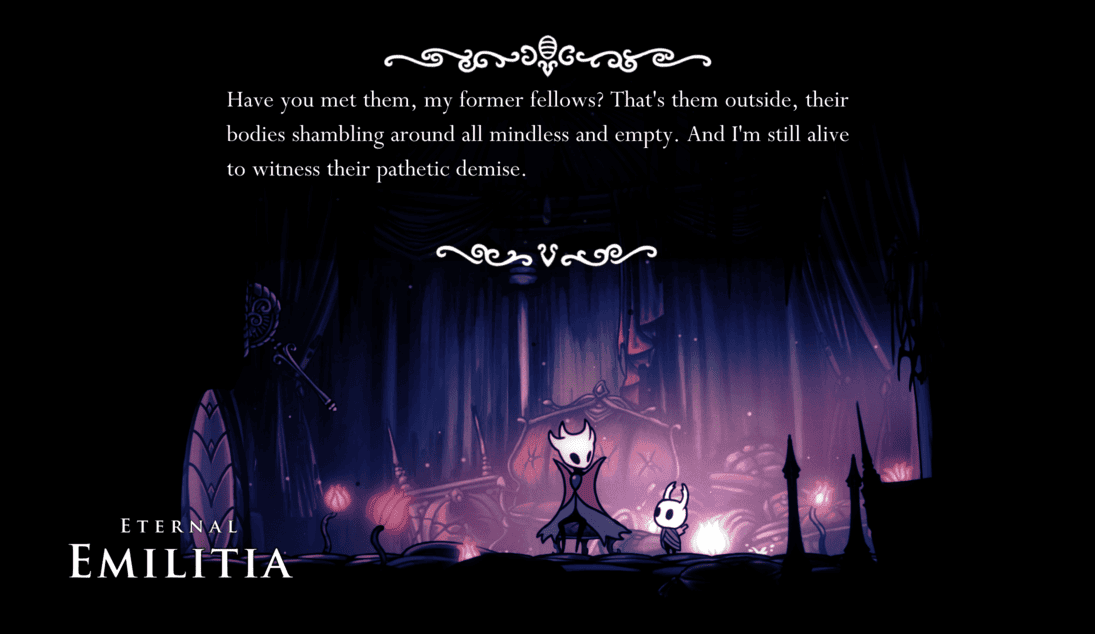 Have you met them, my former fellows? That's them outside, their
bodies shambling around all mindless and empty. And I'm still alive
to witness their pathetic demise.
ETERNAL
EMILITIA